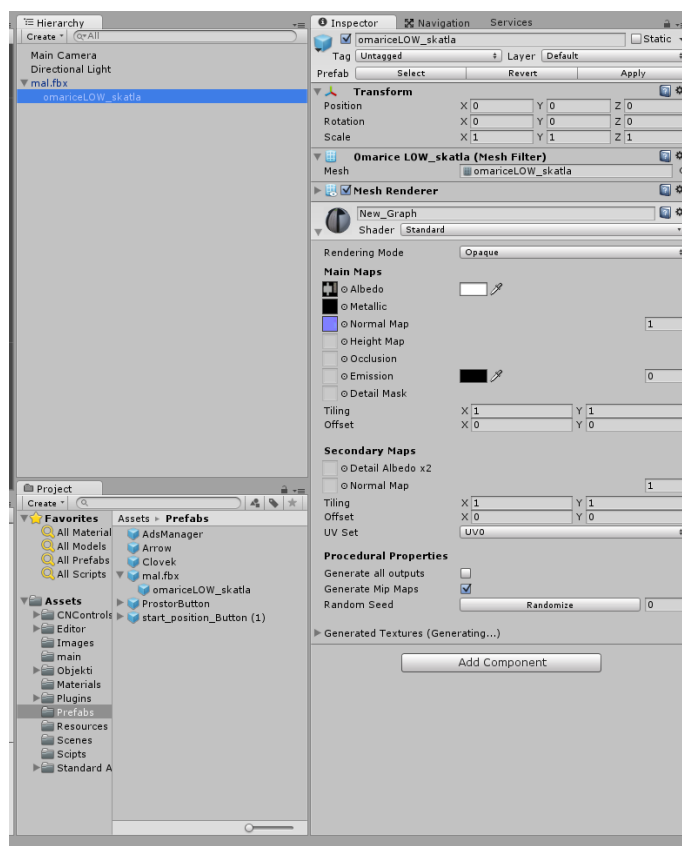 Hierarchy
Create
All
Main Camera
Directional Light
mal.fbx
omariceLOW_skatla
Project
Create
Favorites
All Material
All Models
All Prefabs
All Scripts
Assets
CNControls
Editor
Images
main
Objekti
Materials
Plugins
Prefabs
Resources
Scenes
Scipts
Standard A
Assets Prefabs
AdsManager
Arrow
Clovek
mal.fbx
omariceLOW_skatla
ProstorButton
start_position_Button (1)
Inspector Navigation Services
omariceLOW_skatla Static
Tag Untagged Layer Default
Prefab Select Revert Apply
Transform
Position X 0 Y 0 Z 0
Rotation X 0 Y 0 Z 0
Scale X 1 Y 1 Z 1
Omarice LOW_skatla (Mesh Filter)
Mesh omariceLOW_skatla
Mesh Renderer
New_Graph
Shader Standard
Rendering Mode Opaque
Main Maps
Albedo
Metallic
Normal Map 1
Height Map
Occlusion
Emission 0
Detail Mask
Tiling X 1 Y 1
Offset X 0 Y 0
Secondary Maps
Detail Albedo x2
Normal Map 1
Tiling X 1 Y 1
Offset X 0 Y 0
UV Set UV0
Procedural Properties
Generate all outputs
Generate Mip Maps
Random Seed Randomize 0
Generated Textures (Generating...)
Add Component